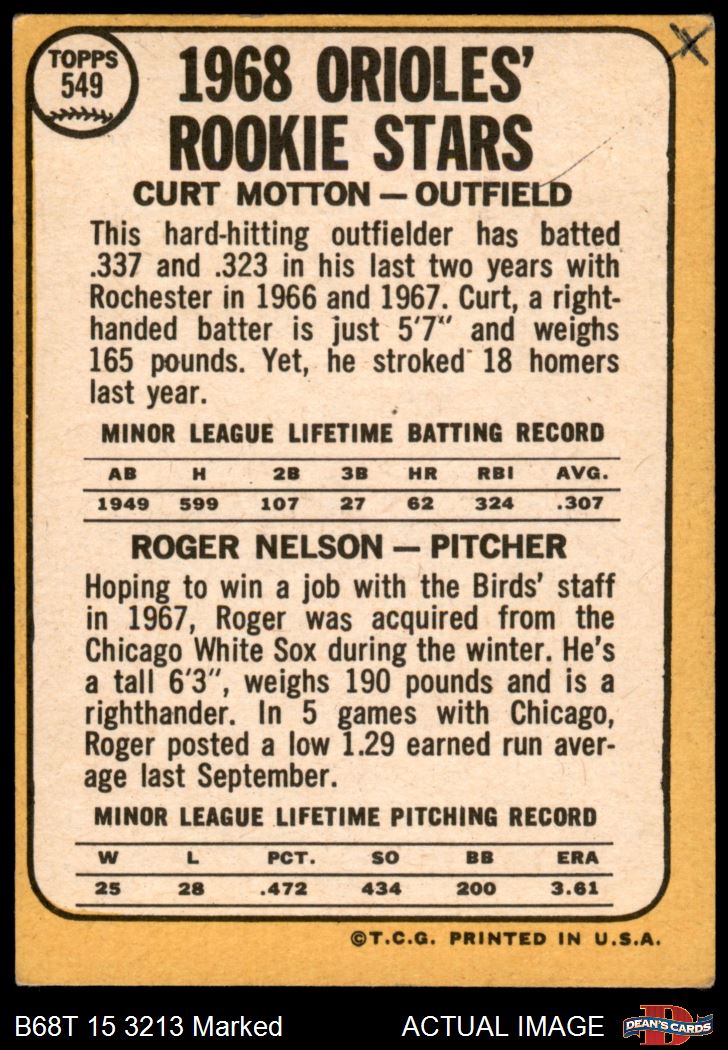 TOPPS
549
1968 ORIOLES'
ROOKIE STARS
CURT MOTTON — OUTFIELD
This hard-hitting outfielder has batted
.337 and .323 in his last two years with
Rochester in 1966 and 1967. Curt, a right-
handed batter is just 5'7" and weighs
165 pounds. Yet, he stroked 18 homers
last year.
MINOR LEAGUE LIFETIME BATTING RECORD
AB H 2B 3B HR RBI AVG.
1949 599 107 27 62 324 .307
ROGER NELSON — PITCHER
Hoping to win a job with the Birds' staff
in 1967, Roger was acquired from the
Chicago White Sox during the winter. He's
a tall 6'3", weighs 190 pounds and is a
righthander. In 5 games with Chicago,
Roger posted a low 1.29 earned run aver-
age last September.
MINOR LEAGUE LIFETIME PITCHING RECORD
W L PCT. SO BB ERA
25 28 .472 434 200 3.61
©T.C.G. PRINTED IN U.S.A.
B68T 15 3213 Marked ACTUAL IMAGE
DEAN'S CARDS